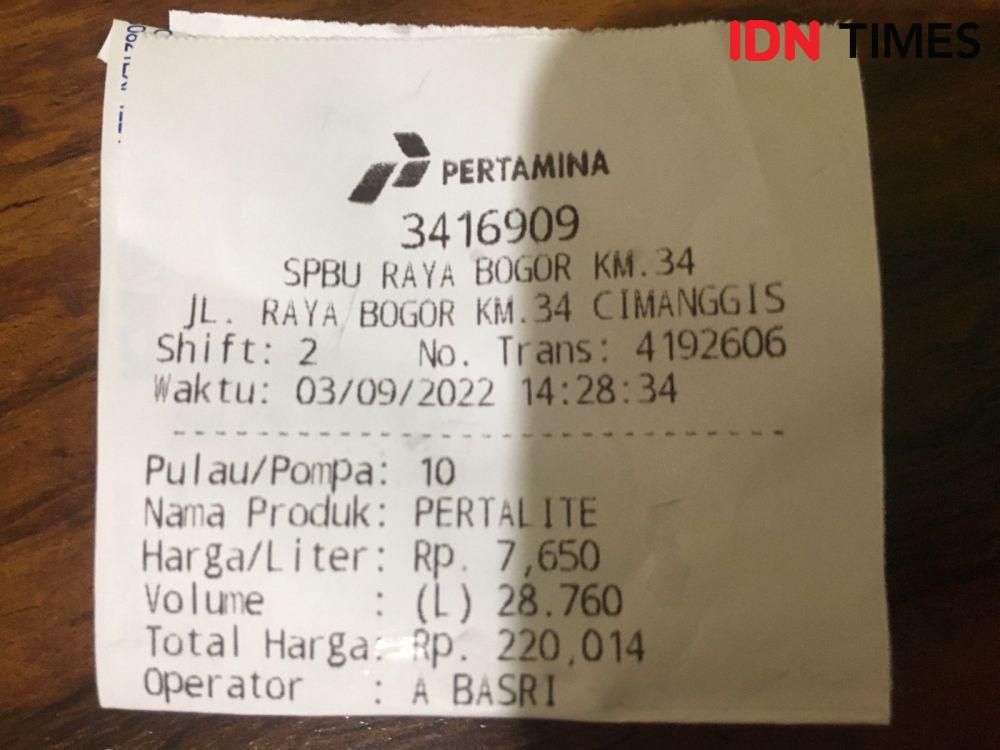 IDN TIMES
PERTAMINA
3416909
SPBU RAYA BOGOR KM.34
JL. RAYA BOGOR KM.34 CIMANGGIS
Shift: 2 No. Trans: 4192606
Waktu: 03/09/2022 14:28:34
Pulau/Pompa: 10
Nama Produk: PERTALITE
Harga/Liter: Rp. 7,650
Volume : (L) 28.760
Total Harga: Rp. 220,014
Operator : A BASRI